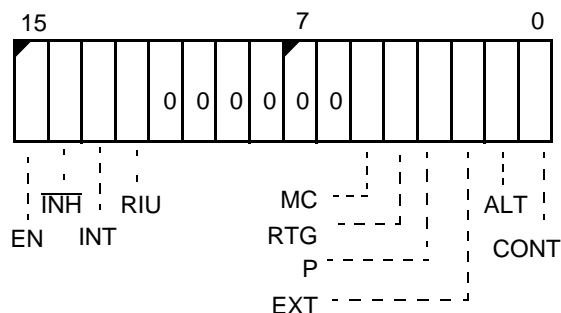 15 7 0
0 0 0 0 0 0
INH RIU MC ALT
EN INT RTG CONT
P
EXT